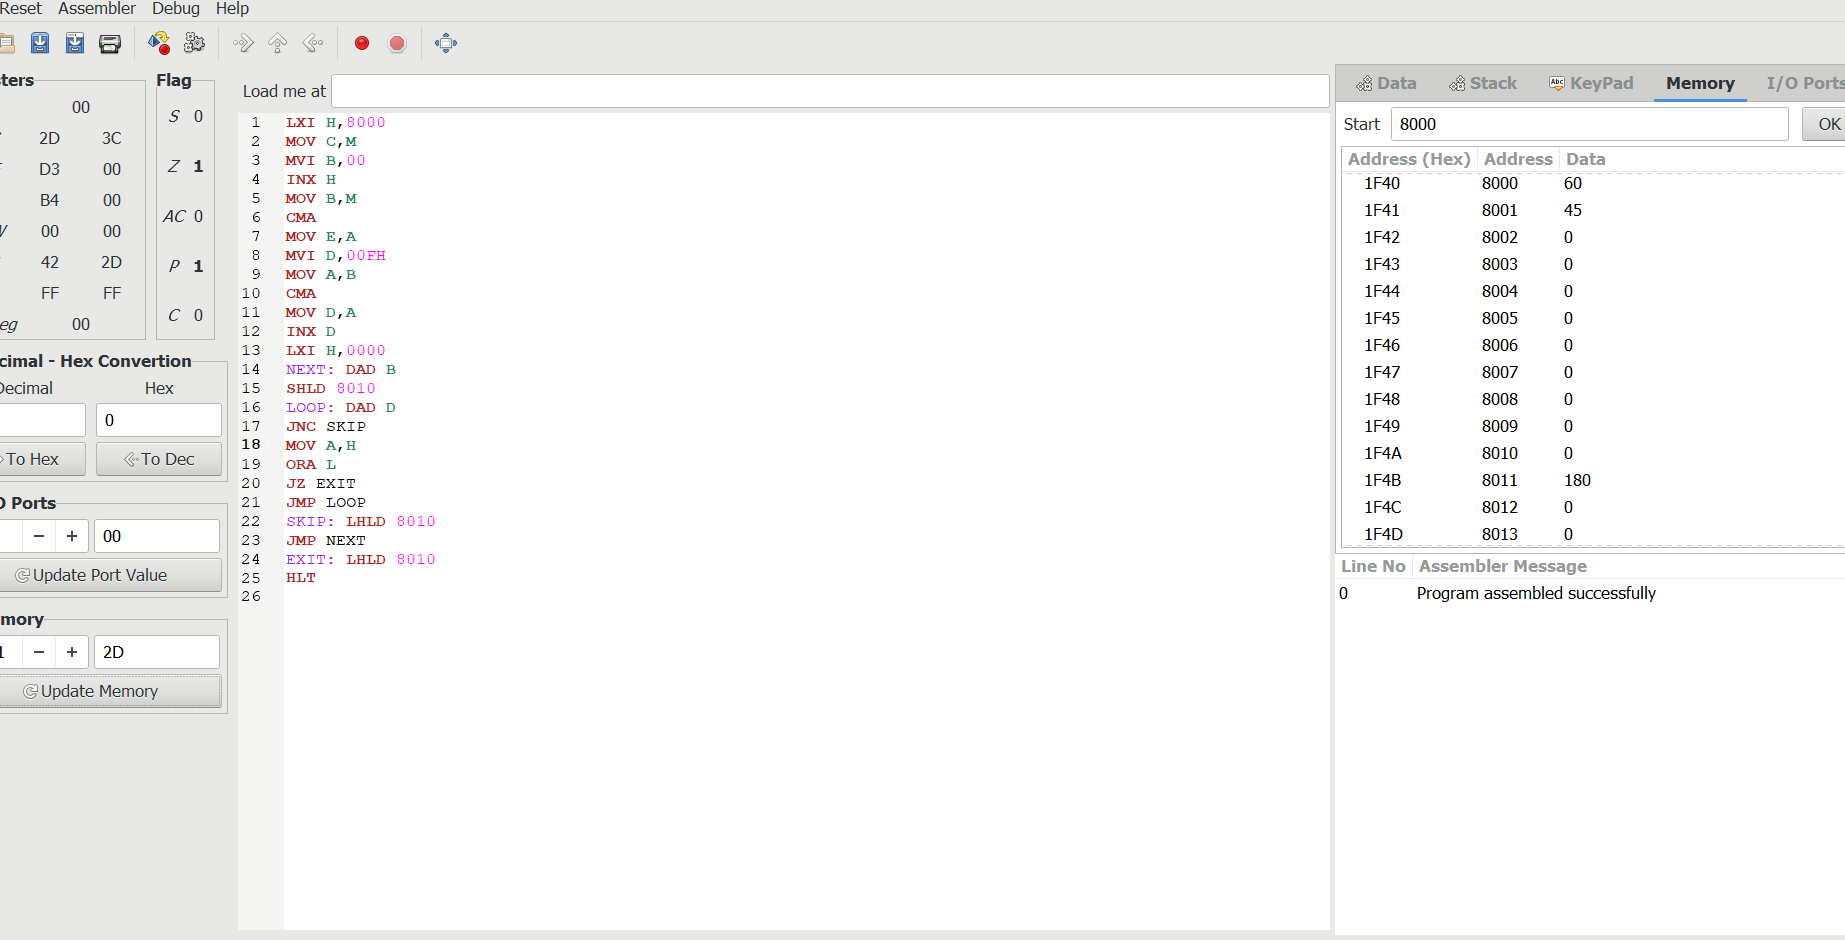 Reset Assembler Debug Help
Flag
00
2D 3C
D3 00
B4 00
00 00
42 2D
FF FF
00
S 0
Z 1
AC 0
P 1
C 0
Hex Convertion
Decimal Hex
0
To Hex To Dec
Ports
− + 00
Update Port Value
− + 2D
Update Memory
Load me at
1 LXI H,8000
2 MOV C,M
3 MVI B,00
4 INX H
5 MOV B,M
6 CMA
7 MOV E,A
8 MVI D,00FH
9 MOV A,B
10 CMA
11 MOV D,A
12 INX D
13 LXI H,0000
14 NEXT: DAD B
15 SHLD 8010
16 LOOP: DAD D
17 JNC SKIP
18 MOV A,H
19 ORA L
20 JZ EXIT
21 JMP LOOP
22 SKIP: LHLD 8010
23 JMP NEXT
24 EXIT: LHLD 8010
25 HLT
26
Data Stack Abc KeyPad Memory I/O Ports
Start 8000 OK
Address (Hex) Address Data
1F40 8000 60
1F41 8001 45
1F42 8002 0
1F43 8003 0
1F44 8004 0
1F45 8005 0
1F46 8006 0
1F47 8007 0
1F48 8008 0
1F49 8009 0
1F4A 8010 0
1F4B 8011 180
1F4C 8012 0
1F4D 8013 0
Line No Assembler Message
0 Program assembled successfully